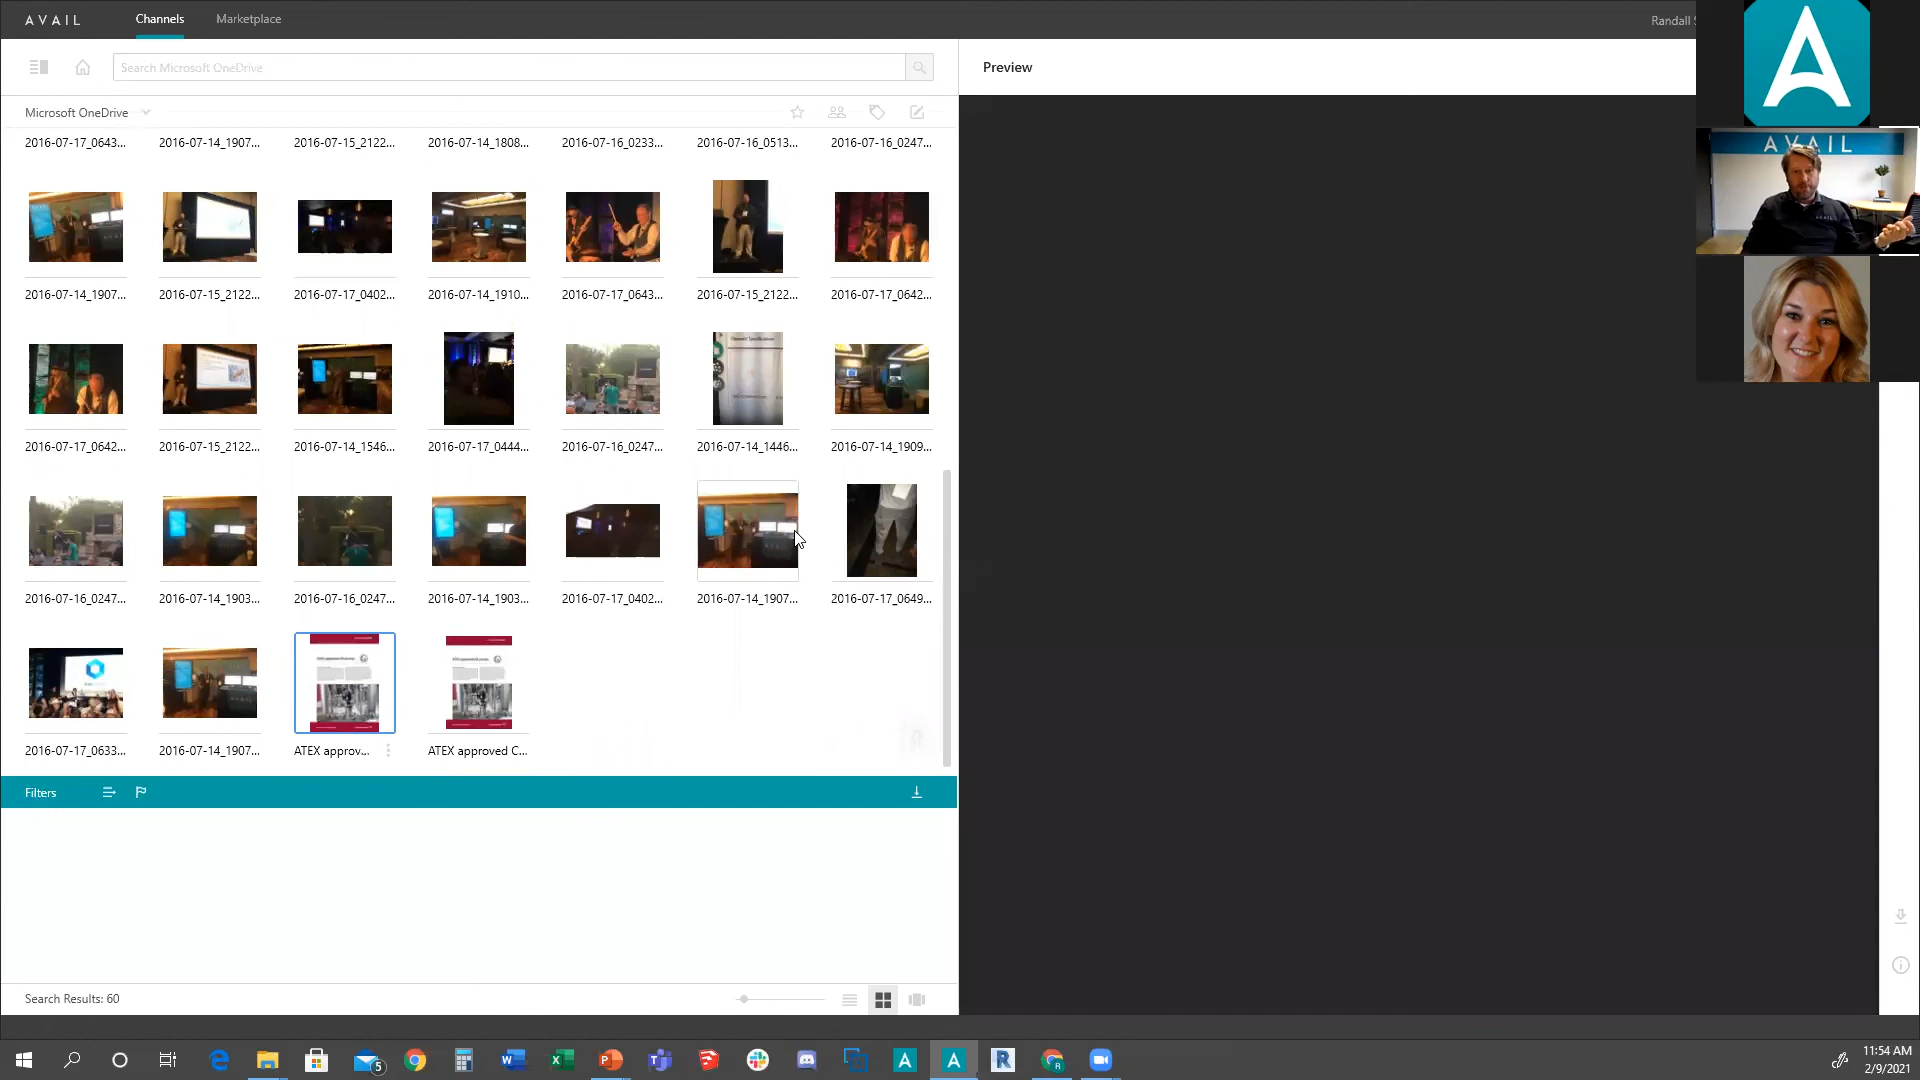 AVAIL
Channels
Marketplace
Randall
Search Microsoft OneDrive
Preview
Microsoft OneDrive
2016-07-17_0643... 2016-07-14_1907... 2016-07-15_2122... 2016-07-14_1808... 2016-07-16_0233... 2016-07-16_0513... 2016-07-16_0247...
2016-07-14_1907... 2016-07-15_2122... 2016-07-17_0402... 2016-07-14_1910... 2016-07-17_0643... 2016-07-15_2122... 2016-07-17_0642...
2016-07-17_0642... 2016-07-15_2122... 2016-07-14_1546... 2016-07-17_0444... 2016-07-16_0247... 2016-07-14_1446... 2016-07-14_1909...
2016-07-16_0247... 2016-07-14_1903... 2016-07-16_0247... 2016-07-14_1903... 2016-07-17_0402... 2016-07-14_1907... 2016-07-17_0649...
2016-07-17_0633... 2016-07-14_1907... ATEX approv... ATEX approved C...
Filters
Search Results: 60
AVAIL
5
11:54 AM
2/9/2021